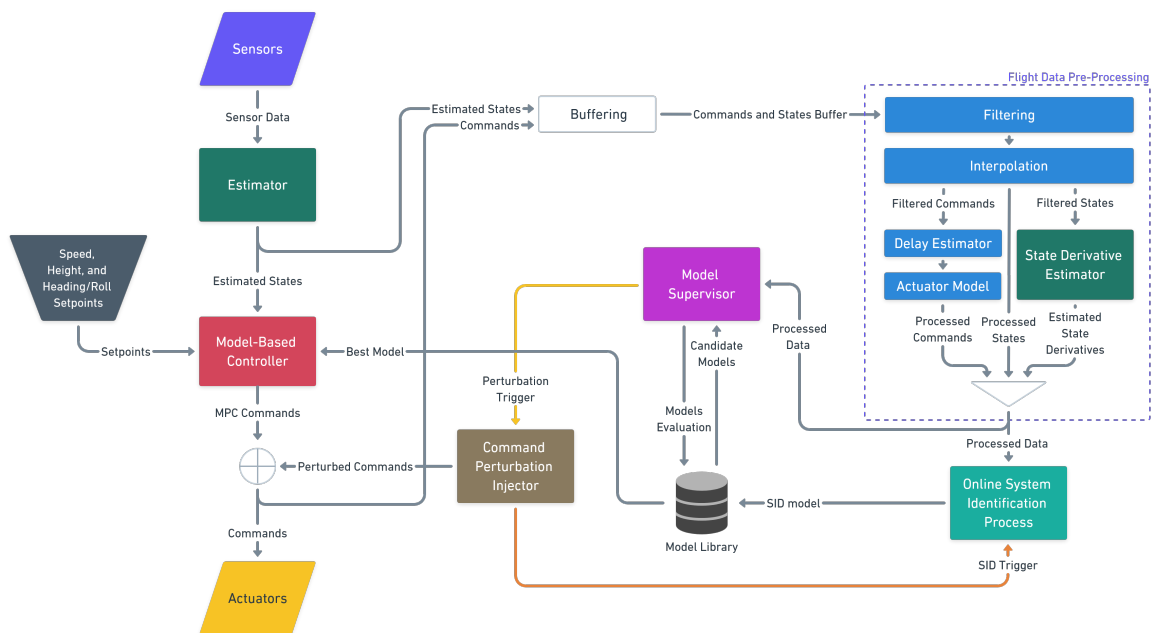 Sensors
Flight Data Pre-Processing
Sensor Data
Estimated States
Commands
Buffering
Commands and States Buffer
Filtering
Interpolation
Estimator
Filtered Commands
Filtered States
Delay Estimator
State Derivative
Estimator
Actuator Model
Speed,
Height, and
Heading/Roll
Setpoints
Estimated States
Model
Supervisor
Processed
Commands
Processed
States
Estimated
State
Derivatives
Setpoints
Model-Based
Controller
Best Model
Candidate
Models
Processed
Data
Perturbation
Trigger
MPC Commands
Models
Evaluation
Processed Data
Perturbed Commands
Command
Perturbation
Injector
SID model
Online System
Identification
Process
Commands
Model Library
SID Trigger
Actuators